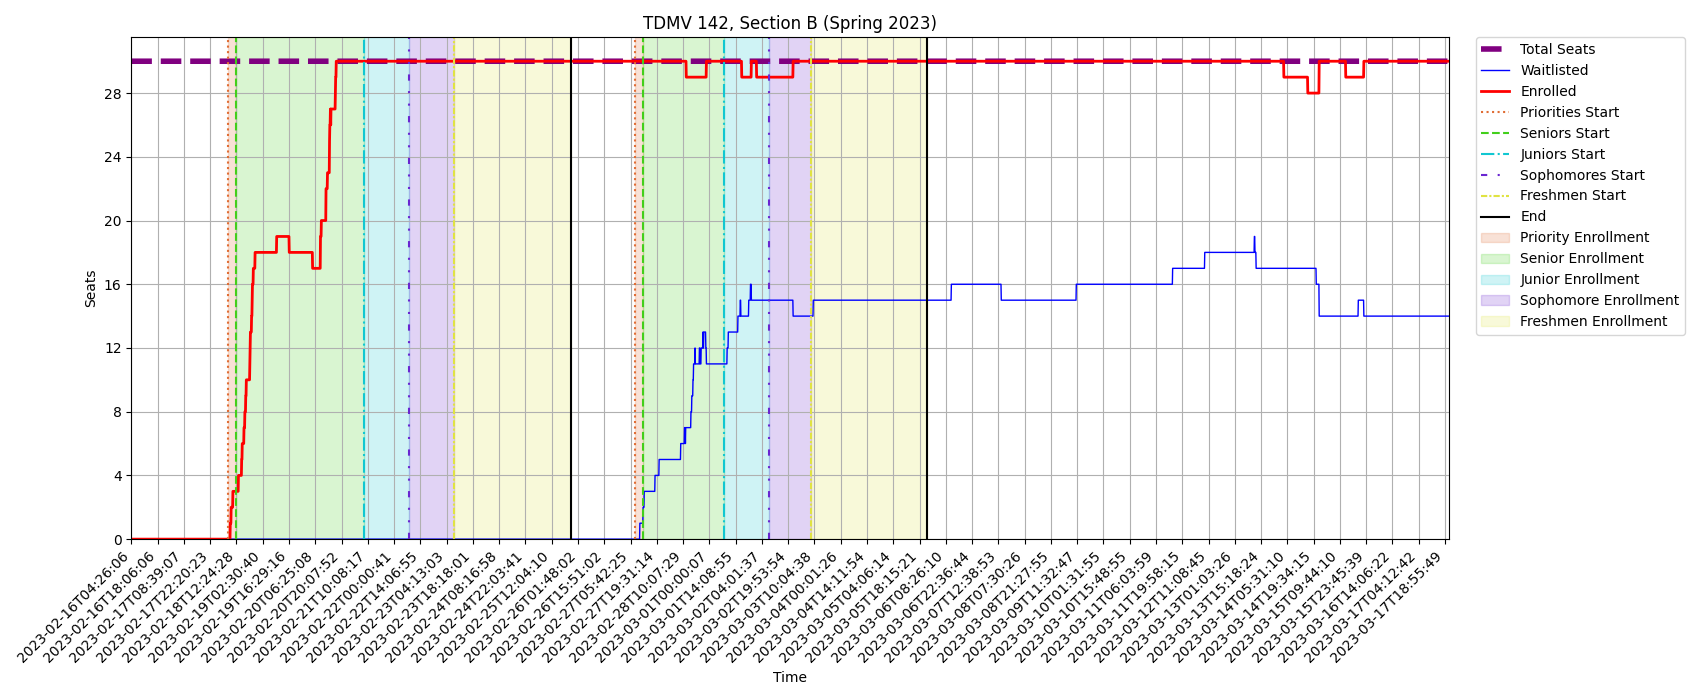 TDMV 142, Section B (Spring 2023)
Seats
28
24
20
16
12
8
4
0
2023-02-16T04:26:06
2023-02-16T18:06:06
2023-02-17T08:39:07
2023-02-17T22:20:23
2023-02-18T12:24:28
2023-02-19T02:30:40
2023-02-19T16:29:16
2023-02-20T06:25:08
2023-02-20T20:07:52
2023-02-21T10:08:17
2023-02-22T00:00:41
2023-02-22T14:06:55
2023-02-23T04:13:03
2023-02-23T18:18:01
2023-02-24T08:16:58
2023-02-24T22:03:41
2023-02-25T12:04:10
2023-02-26T01:48:02
2023-02-26T15:51:02
2023-02-27T05:42:25
2023-02-27T19:31:14
2023-02-28T10:07:29
2023-03-01T00:00:07
2023-03-01T14:08:55
2023-03-02T04:01:37
2023-03-02T19:53:54
2023-03-03T10:04:38
2023-03-04T00:01:26
2023-03-04T14:11:54
2023-03-05T04:06:14
2023-03-05T18:15:21
2023-03-06T08:26:10
2023-03-06T22:36:44
2023-03-07T12:38:53
2023-03-08T07:30:26
2023-03-08T21:27:55
2023-03-09T11:32:47
2023-03-10T01:31:55
2023-03-10T15:48:55
2023-03-11T06:03:59
2023-03-11T19:58:15
2023-03-12T11:08:45
2023-03-13T01:03:26
2023-03-13T15:18:24
2023-03-14T05:31:10
2023-03-14T19:34:15
2023-03-15T09:44:10
2023-03-15T23:45:39
2023-03-16T14:06:22
2023-03-17T04:12:42
2023-03-17T18:55:49
Time
Total Seats
Waitlisted
Enrolled
Priorities Start
Seniors Start
Juniors Start
Sophomores Start
Freshmen Start
End
Priority Enrollment
Senior Enrollment
Junior Enrollment
Sophomore Enrollment
Freshmen Enrollment